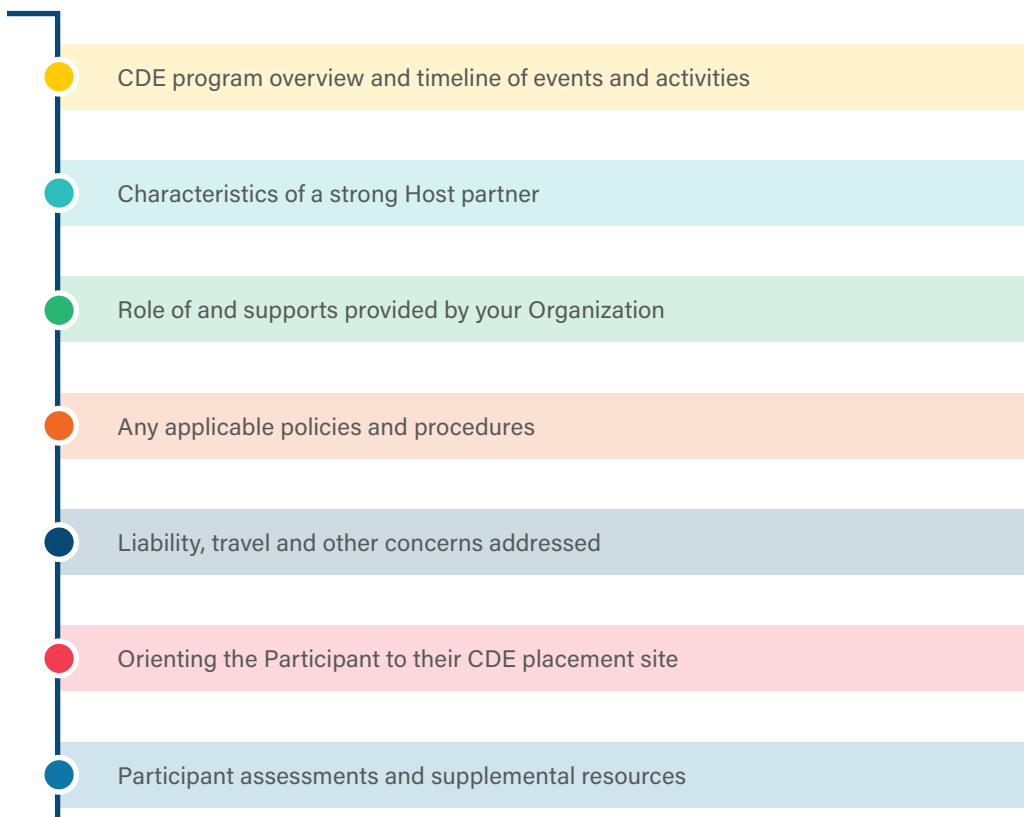 CDE program overview and timeline of events and activities
Characteristics of a strong Host partner
Role of and supports provided by your Organization
Any applicable policies and procedures
Liability, travel and other concerns addressed
Orienting the Participant to their CDE placement site
Participant assessments and supplemental resources